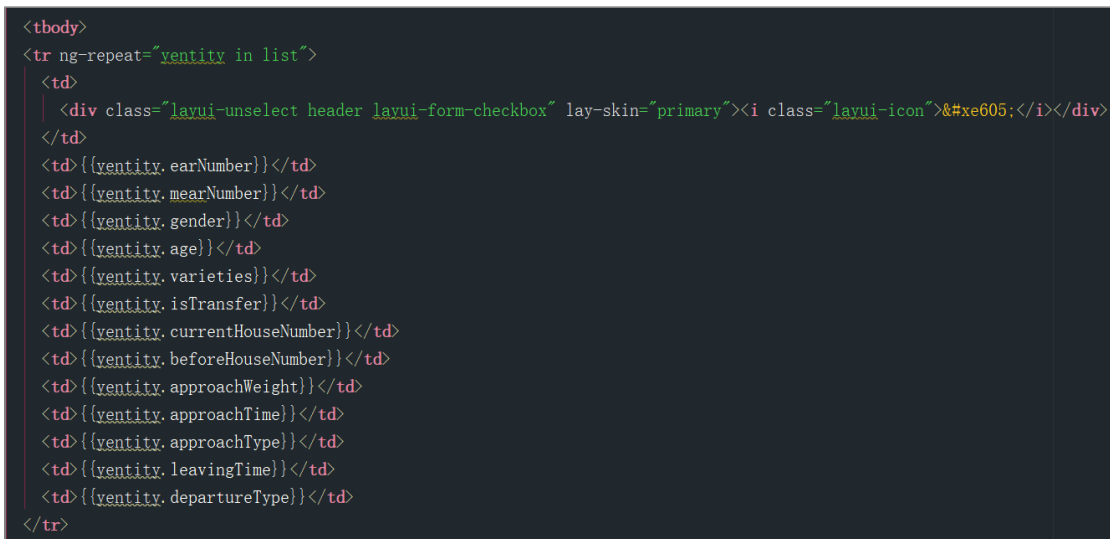 <tbody>
<tr ng-repeat="yentity in list">
<td>
<div class="layui-unselect header layui-form-checkbox" lay-skin="primary"><i class="layui-icon">&#xe605;</i></div>
</td>
<td>{{yentity.earNumber}}</td>
<td>{{yentity.mearNumber}}</td>
<td>{{yentity.gender}}</td>
<td>{{yentity.age}}</td>
<td>{{yentity.varieties}}</td>
<td>{{yentity.isTransfer}}</td>
<td>{{yentity.currentHouseNumber}}</td>
<td>{{yentity.beforeHouseNumber}}</td>
<td>{{yentity.approachWeight}}</td>
<td>{{yentity.approachTime}}</td>
<td>{{yentity.approachType}}</td>
<td>{{yentity.leavingTime}}</td>
<td>{{yentity.departureType}}</td>
</tr>